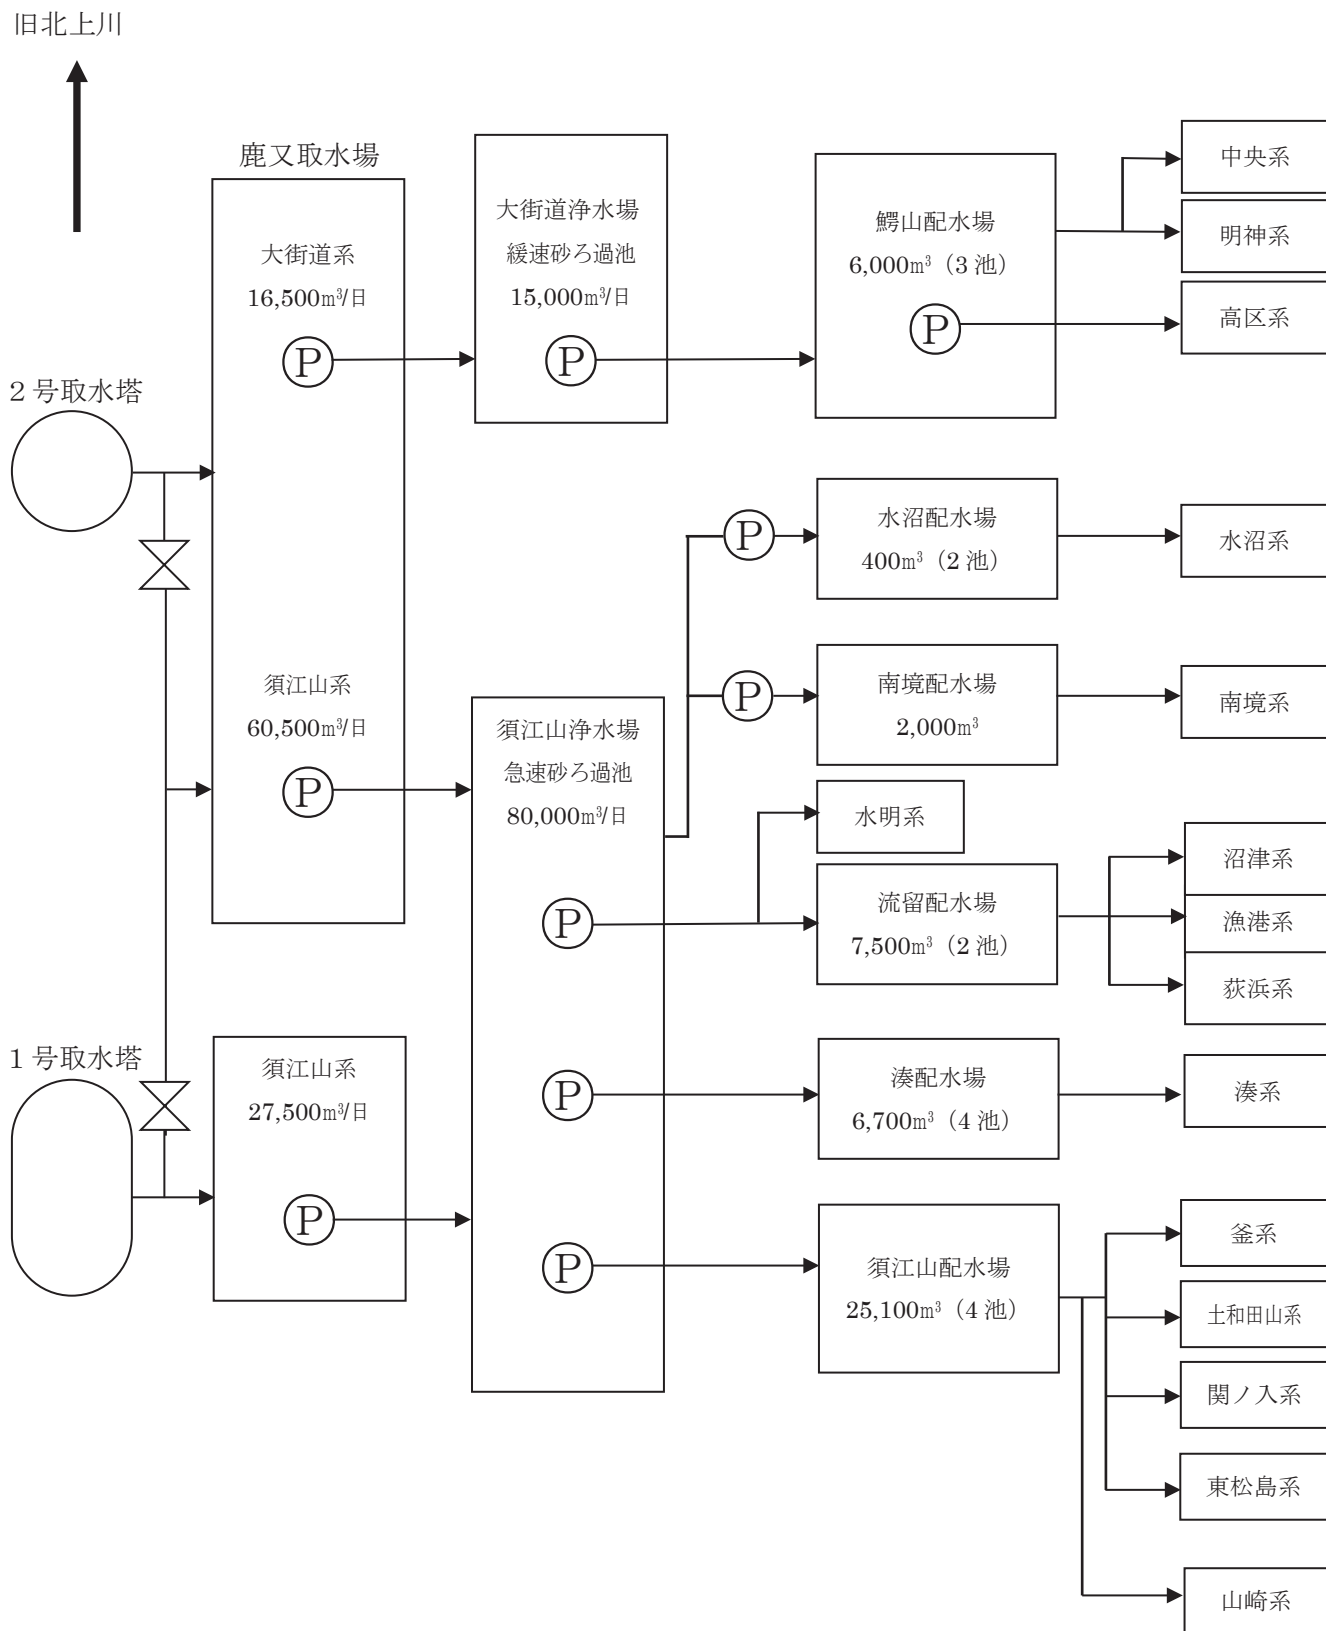 旧北上川
鹿又取水場
大街道系
16,500㎥/日
P
大街道浄水場
緩速砂ろ過池
15,000㎥/日
P
鰐山配水場
6,000㎥（3池）
P
中央系
明神系
高区系
２号取水塔
水沼配水場
400㎥（2池）
P
水沼系
須江山系
60,500㎥/日
P
須江山浄水場
急速砂ろ過池
80,000㎥/日
P
南境配水場
2,000㎥
南境系
水明系
P
流留配水場
7,500㎥（2池）
沼津系
漁港系
荻浜系
１号取水塔
須江山系
27,500㎥/日
P
P
湊配水場
6,700㎥（4池）
湊系
P
須江山配水場
25,100㎥（4池）
釜系
土和田山系
関ノ入系
東松島系
山崎系